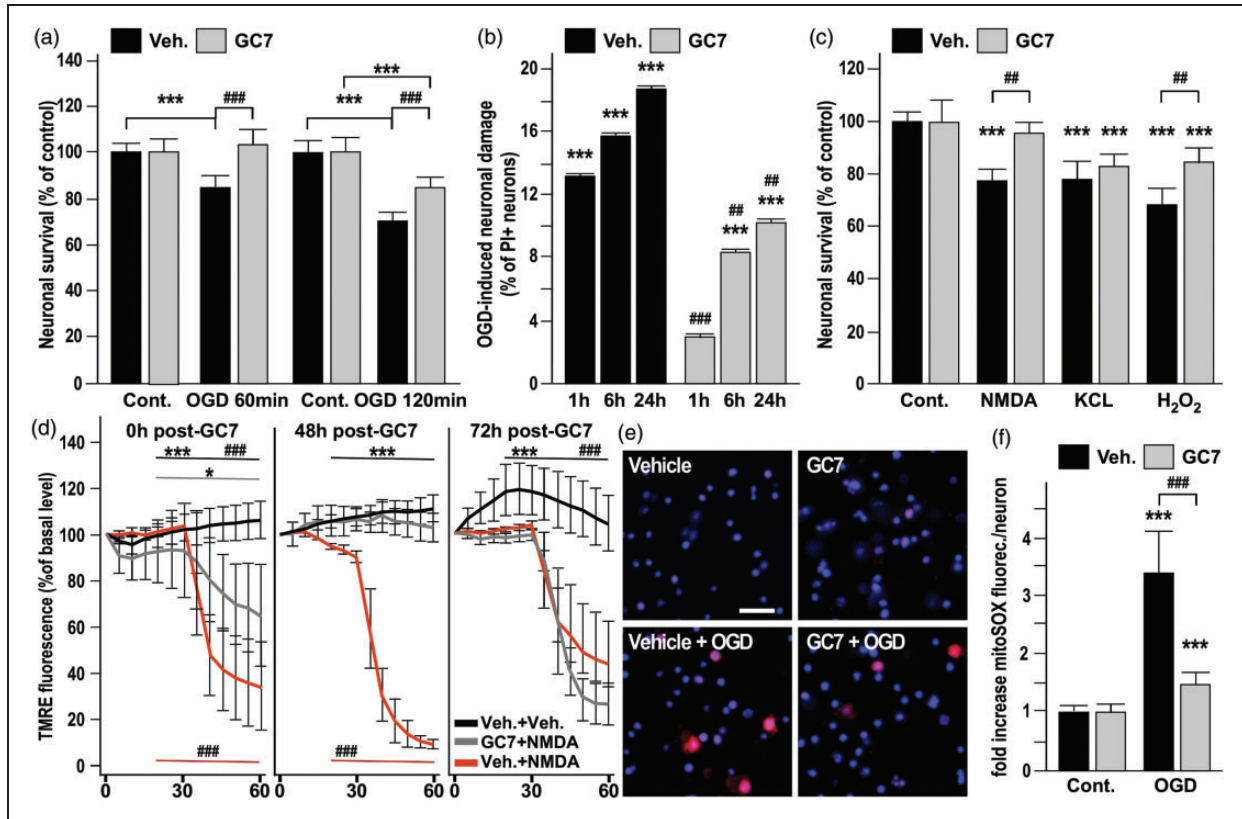 (a)
Veh. GC7
Neuronal survival (% of control)
140
120
100
80
60
40
20
0
***
###
***
***
###
Cont. OGD 60min Cont. OGD 120min
(b)
Veh. GC7
OGD-induced neuronal damage
(% of PI+ neurons)
20
16
12
8
4
0
***
***
***
###
##
***
##
***
1h 6h 24h 1h 6h 24h
(c)
Veh. GC7
Neuronal survival (% of control)
120
100
80
60
40
20
0
##
***
*** ***
##
*** ***
Cont. NMDA KCL H₂O₂
(d)
TMRE fluorescence (%of basal level)
140
120
100
80
60
40
20
0
0h post-GC7
*** ###
*
###
0 30 60
48h post-GC7
***
###
0 30 60
72h post-GC7
*** ###
Veh.+Veh.
GC7+NMDA
Veh.+NMDA
0 30 60
(e)
Vehicle GC7
Vehicle + OGD GC7 + OGD
(f)
Veh. GC7
fold increase mitoSOX fluorec./neuron
4
3
2
1
0
###
***
***
Cont. OGD